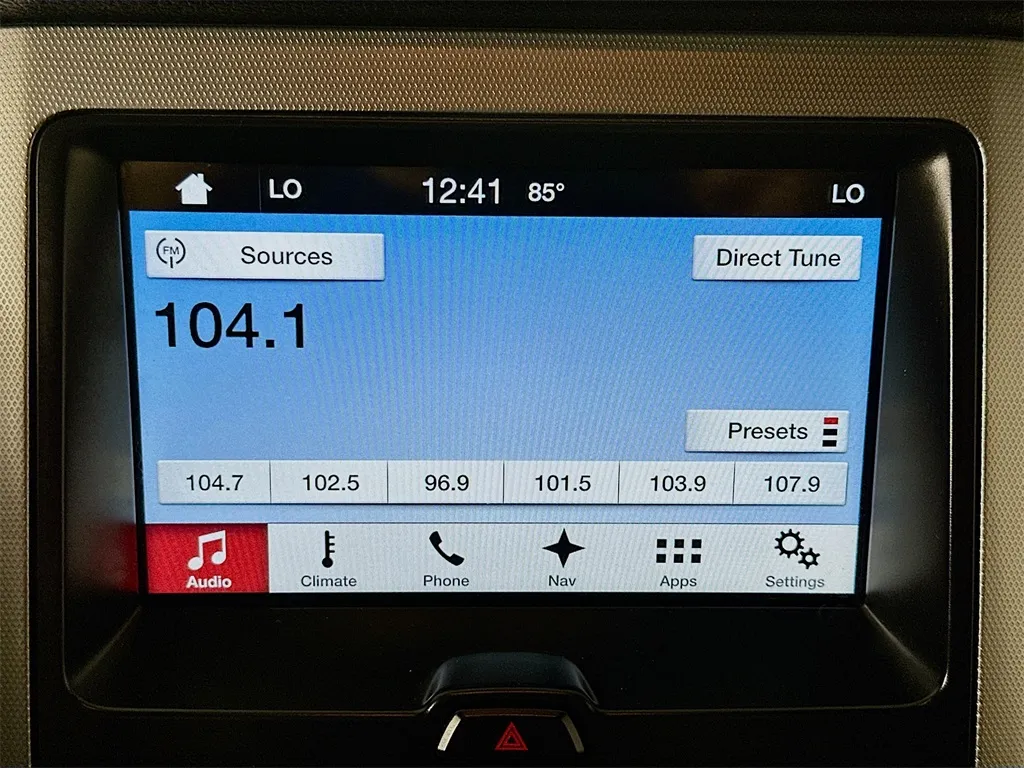 LO 12:41 85° LO
FM Sources Direct Tune
104.1
Presets
104.7 102.5 96.9 101.5 103.9 107.9
Audio Climate Phone Nav Apps Settings